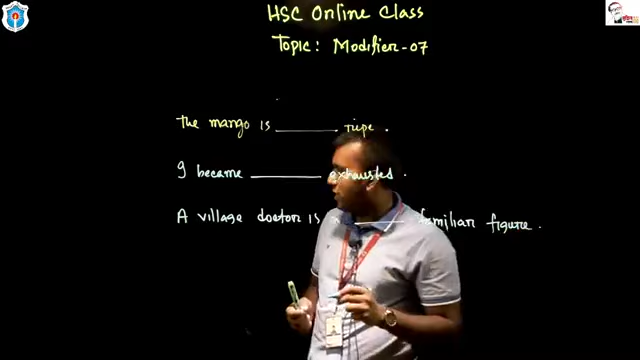 HSC Online Class
Topic: Modifier-07
The mango is ______ ripe.
I became ______ exhausted.
A village doctor is ______ familiar figure.